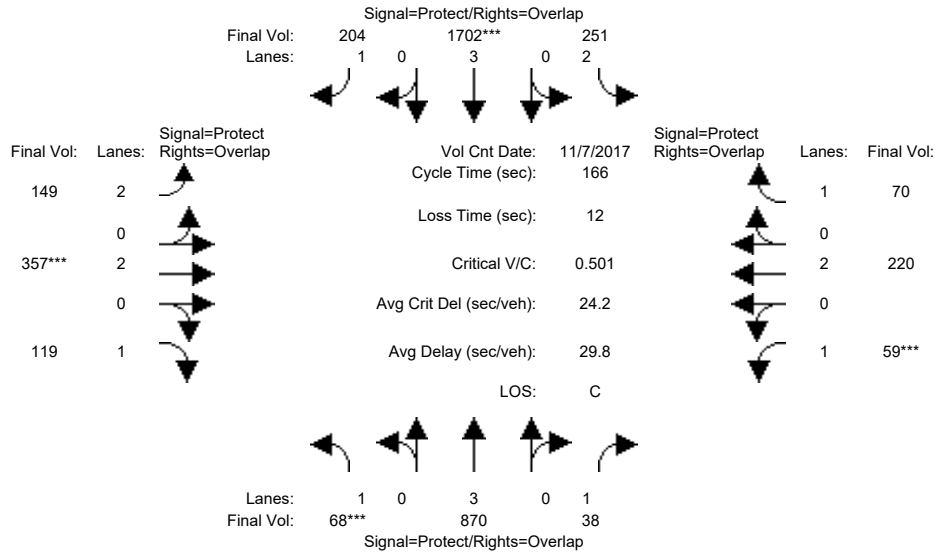 Signal=Protect/Rights=Overlap
Final Vol: 204 1702*** 251
Lanes: 1 0 3 0 2
Signal=Protect Signal=Protect
Final Vol: Lanes: Rights=Overlap Vol Cnt Date: 11/7/2017 Rights=Overlap Lanes: Final Vol:
Cycle Time (sec): 166
149 2 1 70
Loss Time (sec): 12
0 0
357*** 2 Critical V/C: 0.501 2 220
0 Avg Crit Del (sec/veh): 24.2 0
119 1 Avg Delay (sec/veh): 29.8 1 59***
LOS: C
Lanes: 1 0 3 0 1
Final Vol: 68*** 870 38
Signal=Protect/Rights=Overlap